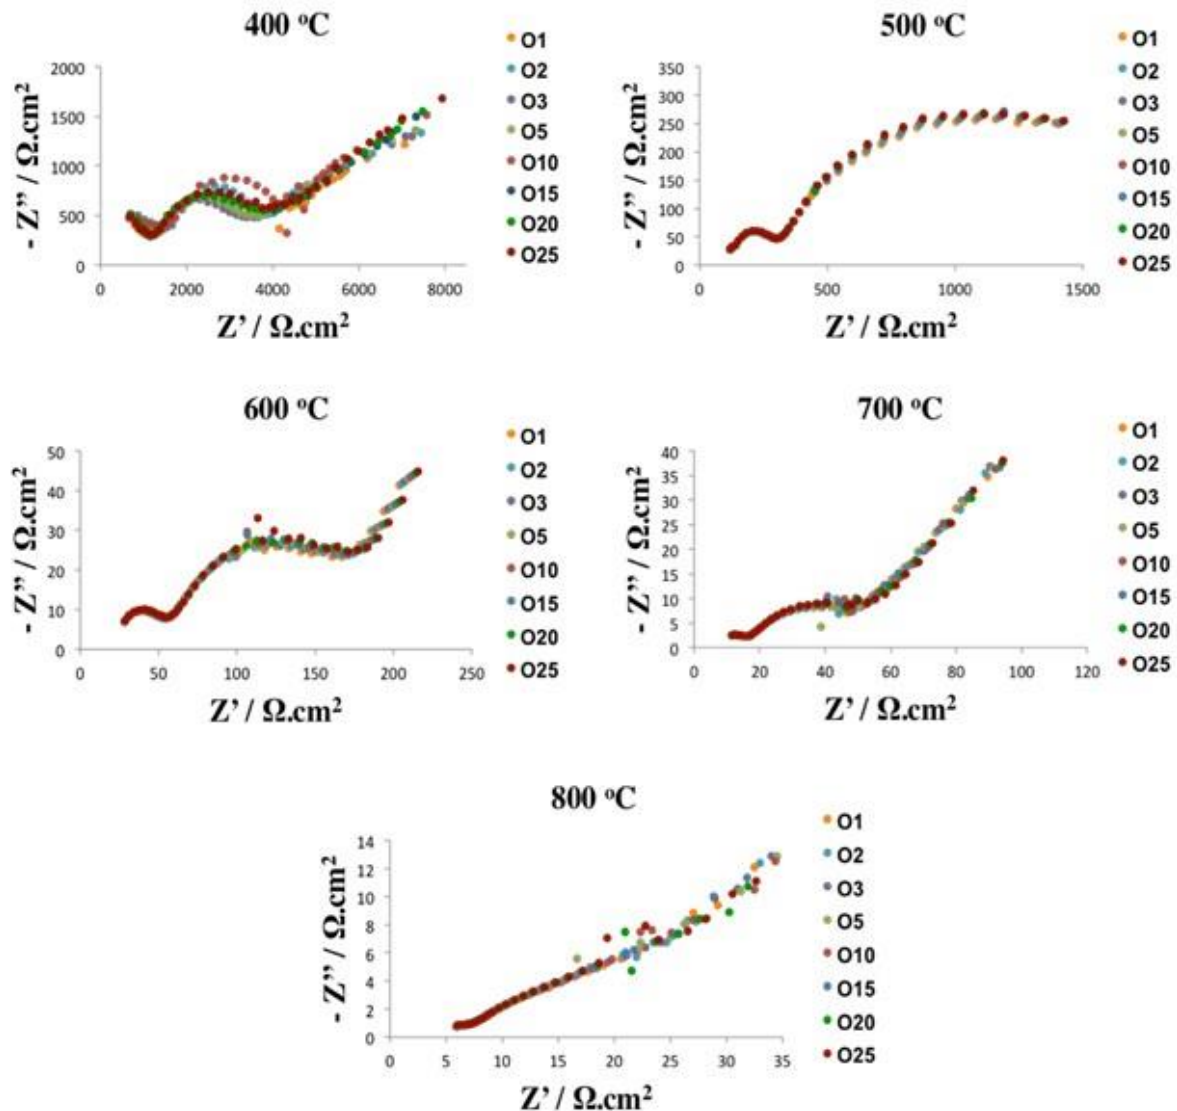 400 °C
2000
1500
1000
500
0
0 2000 4000 6000 8000
- Z’’ / Ω.cm²
Z’ / Ω.cm²
O1
O2
O3
O5
O10
O15
O20
O25
500 °C
350
300
250
200
150
100
50
0
0 500 1000 1500
- Z’’ / Ω.cm²
Z’ / Ω.cm²
O1
O2
O3
O5
O10
O15
O20
O25
600 °C
50
40
30
20
10
0
0 50 100 150 200 250
- Z’’ / Ω.cm²
Z’ / Ω.cm²
O1
O2
O3
O5
O10
O15
O20
O25
700 °C
40
35
30
25
20
15
10
5
0
0 20 40 60 80 100 120
- Z’’ / Ω.cm²
Z’ / Ω.cm²
O1
O2
O3
O5
O10
O15
O20
O25
800 °C
14
12
10
8
6
4
2
0
0 5 10 15 20 25 30 35
- Z’’ / Ω.cm²
Z’ / Ω.cm²
O1
O2
O3
O5
O10
O15
O20
O25